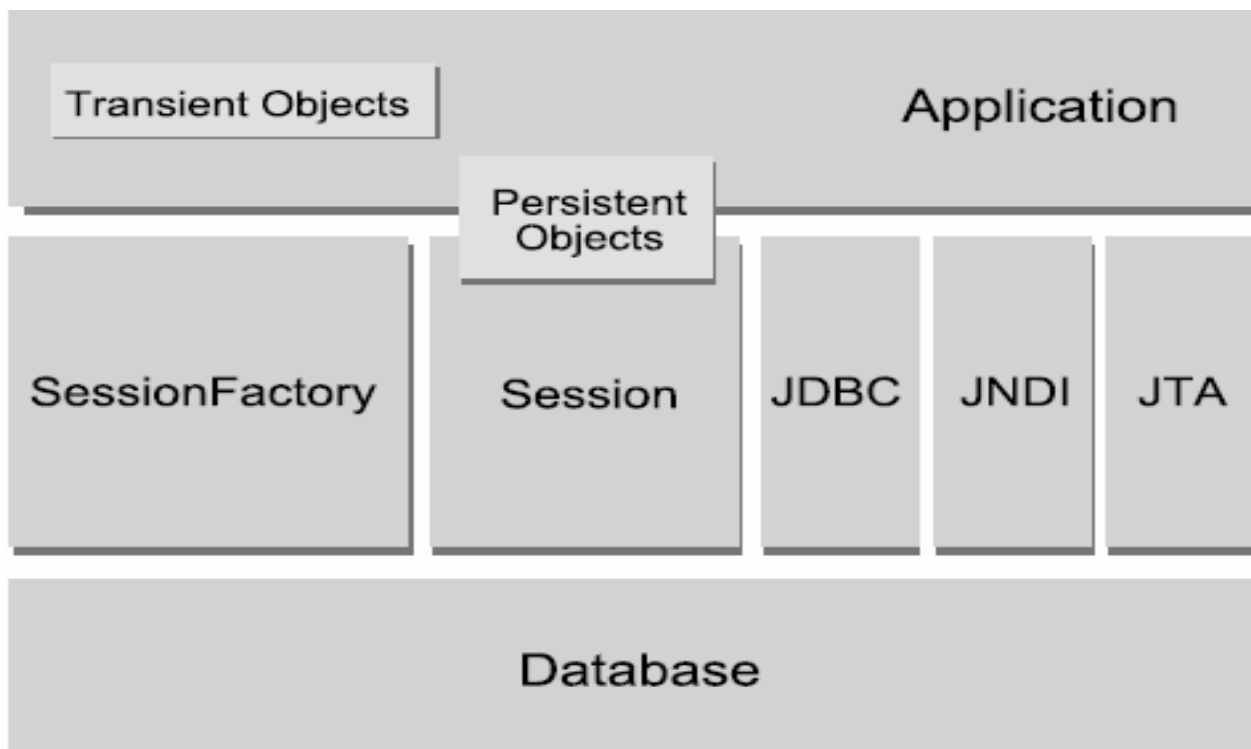 Transient Objects
Application
Persistent
Objects
SessionFactory
Session
JDBC
JNDI
JTA
Database